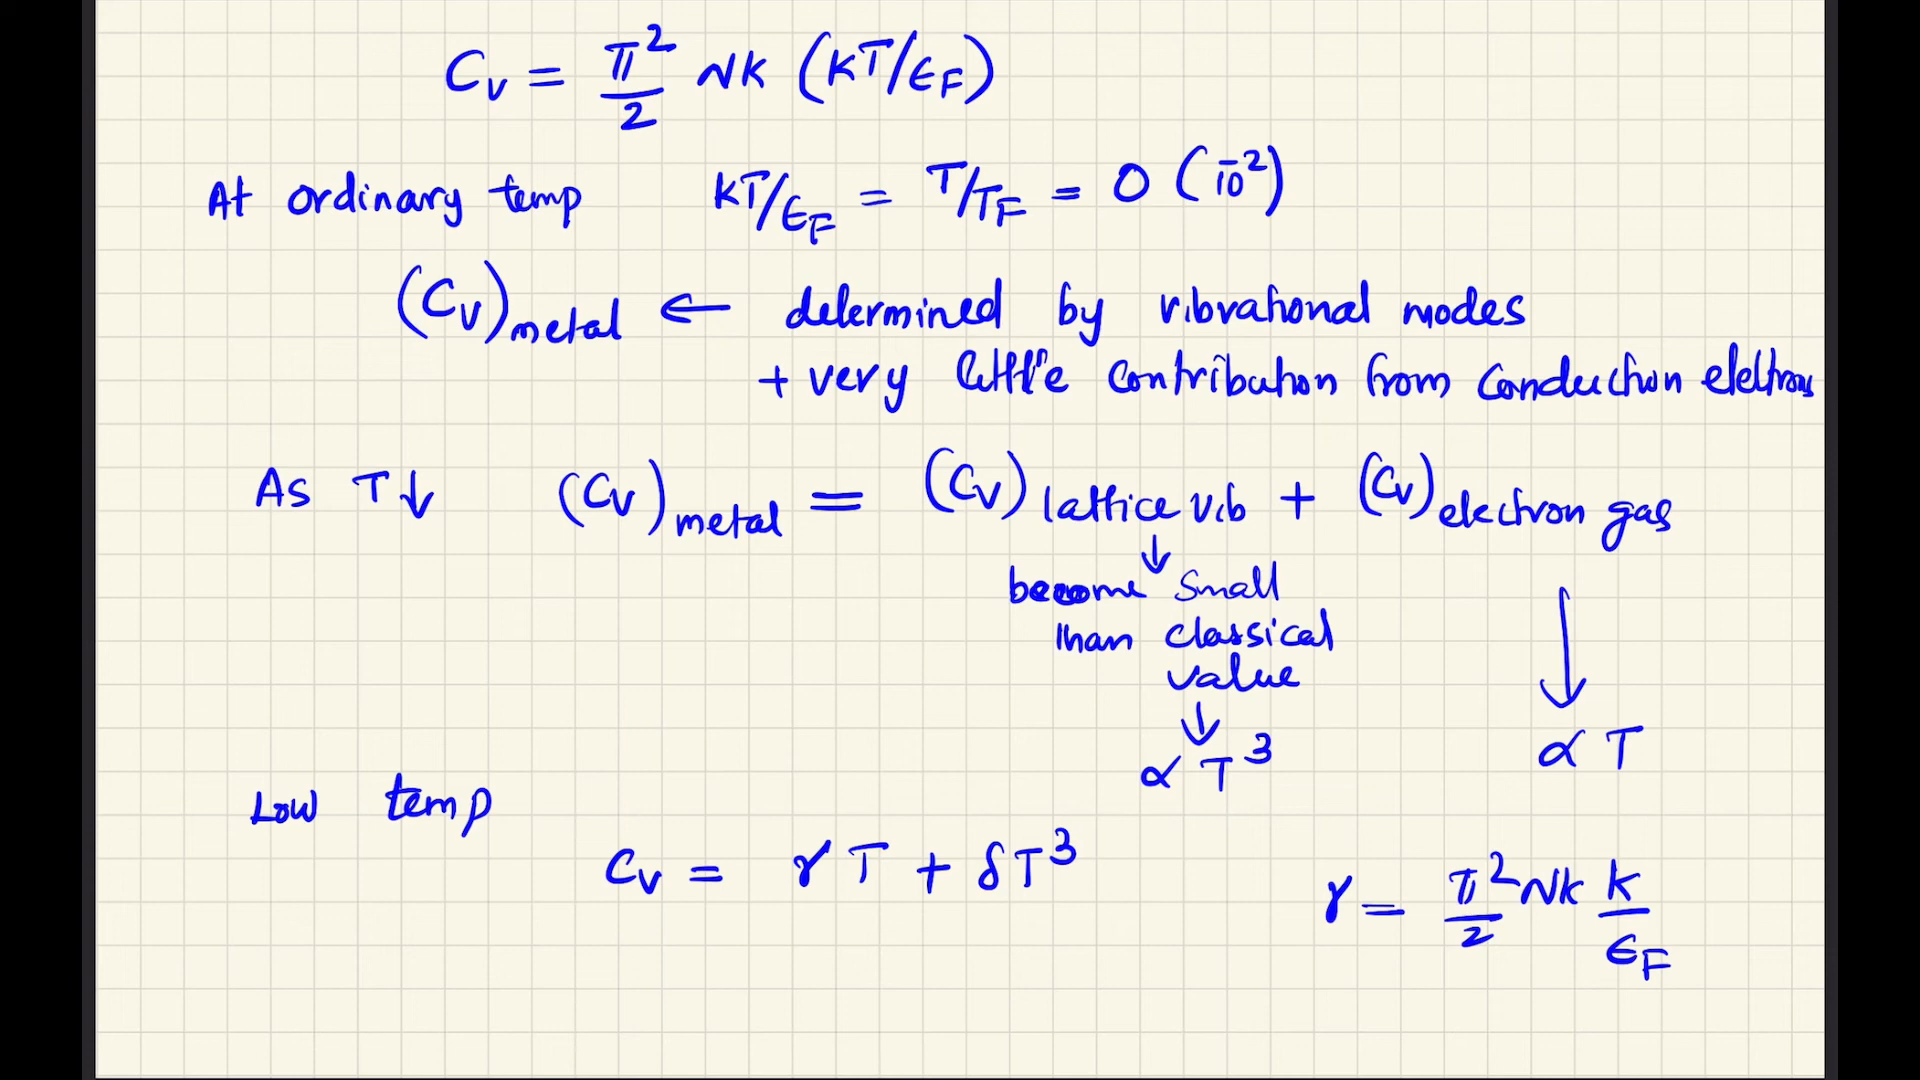 Cv = π²/2 NK (KT/ϵF)
At ordinary temp KT/ϵF = T/TF = O (10⁻²)
(Cv)metal ← determined by vibrational modes
+ very little contribution from conduction electrons
As T↓ (Cv)metal = (Cv)lattice vib + (Cv)electron gas
↓
become small
than classical
value
↓
∝ T³
↓
∝ T
Low temp
Cv = γT + δT³
γ = π²/2 NK K/ϵF